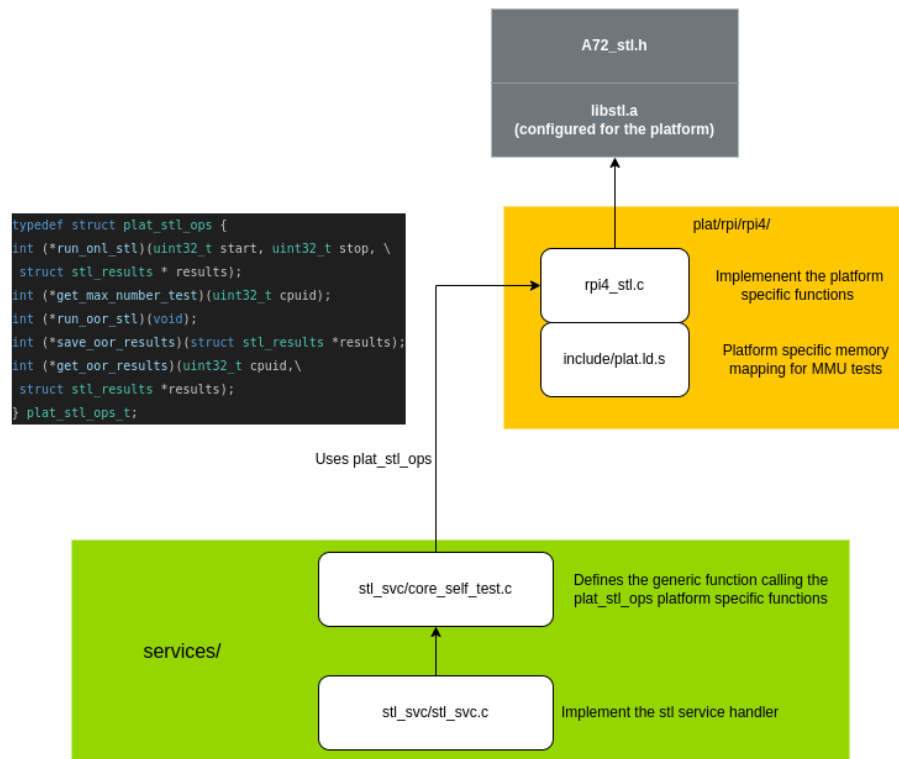 A72_stl.h
libstl.a
(configured for the platform)
plat/rpi/rpi4/
rpi4_stl.c
Implemenent the platform
specific functions
include/plat.ld.s
Platform specific memory
mapping for MMU tests
typedef struct plat_stl_ops {
int (*run_onl_stl)(uint32_t start, uint32_t stop, \
struct stl_results * results);
int (*get_max_number_test)(uint32_t cpuid);
int (*run_oor_stl)(void);
int (*save_oor_results)(struct stl_results *results);
int (*get_oor_results)(uint32_t cpuid,\
struct stl_results *results);
} plat_stl_ops_t;
Uses plat_stl_ops
services/
stl_svc/core_self_test.c
Defines the generic function calling the
plat_stl_ops platform specific functions
stl_svc/stl_svc.c
Implement the stl service handler